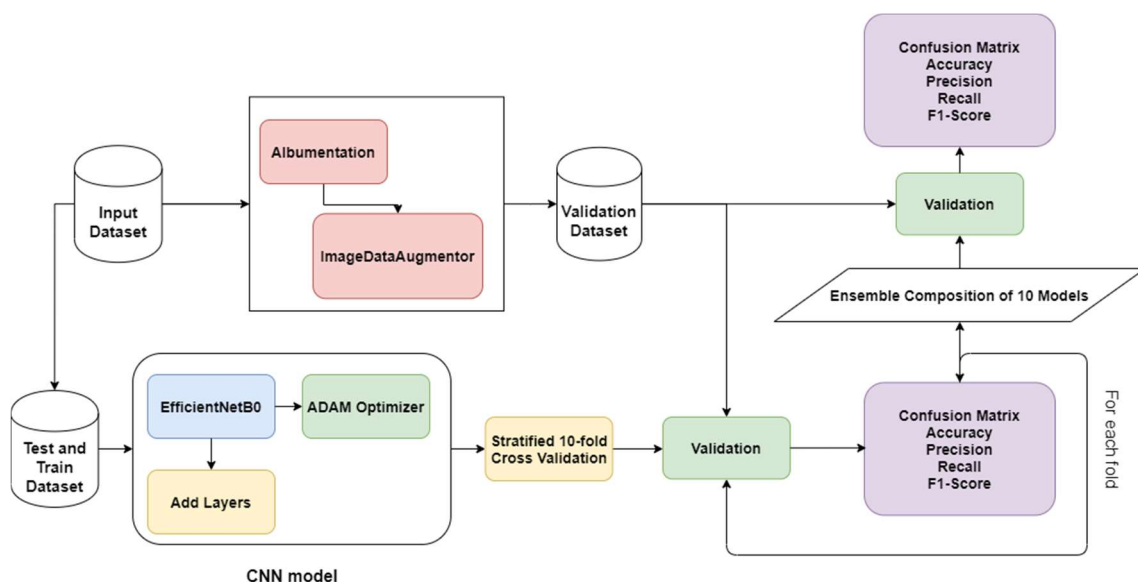 Confusion Matrix
Accuracy
Precision
Recall
F1-Score
Albumentation
Input
Dataset
Validation
Dataset
Validation
ImageDataAugmentor
Ensemble Composition of 10 Models
EfficientNetB0
ADAM Optimizer
Test and
Train
Dataset
Stratified 10-fold
Cross Validation
Validation
Confusion Matrix
Accuracy
Precision
Recall
F1-Score
For each fold
Add Layers
CNN model